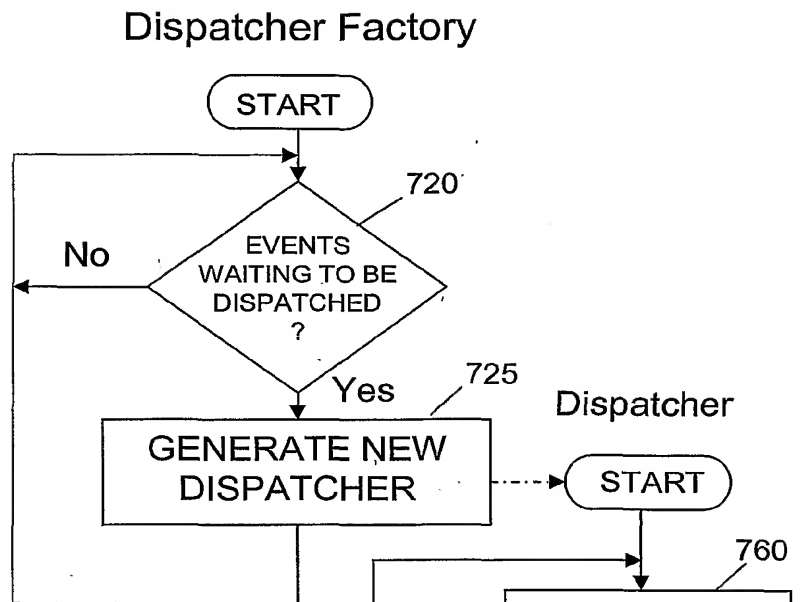 Dispatcher Factory
START
720
EVENTS
WAITING TO BE
DISPATCHED
?
No
Yes
725
Dispatcher
GENERATE NEW
DISPATCHER
START
760